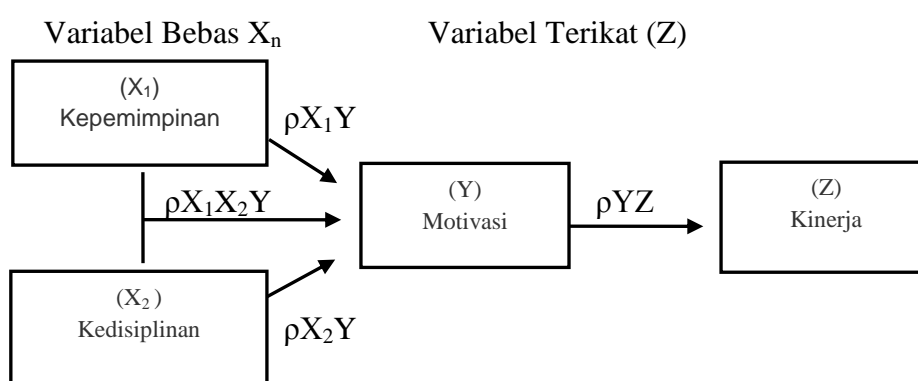 Variabel Bebas Xₙ
Variabel Terikat (Z)
(X₁)
Kepemimpinan
ρX₁Y
ρX₁X₂Y
(Y)
Motivasi
ρYZ
(Z)
Kinerja
(X₂ )
Kedisiplinan
ρX₂Y